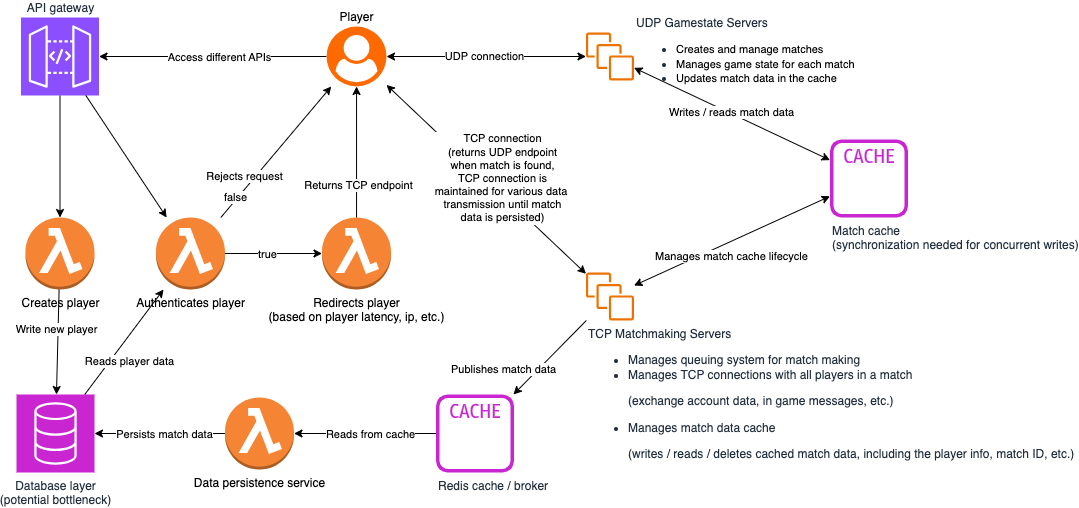 API gateway
Player
UDP Gamestate Servers
Creates and manage matches
Manages game state for each match
Updates match data in the cache
Access different APIs
UDP connection
Writes / reads match data
TCP connection
(returns UDP endpoint
when match is found,
TCP connection is
maintained for various data
transmission until match
data is persisted)
CACHE
Rejects request
false
Returns TCP endpoint
Match cache
(synchronization needed for concurrent writes)
true
Manages match cache lifecycle
Creates player
Authenticates player
Redirects player
(based on player latency, ip, etc.)
Write new player
Reads player data
TCP Matchmaking Servers
Manages queuing system for match making
Manages TCP connections with all players in a match
(exchange account data, in game messages, etc.)
Manages match data cache
(writes / reads / deletes cached match data, including the player info, match ID, etc.)
Publishes match data
CACHE
Persists match data
Reads from cache
Database layer
(potential bottleneck)
Data persistence service
Redis cache / broker